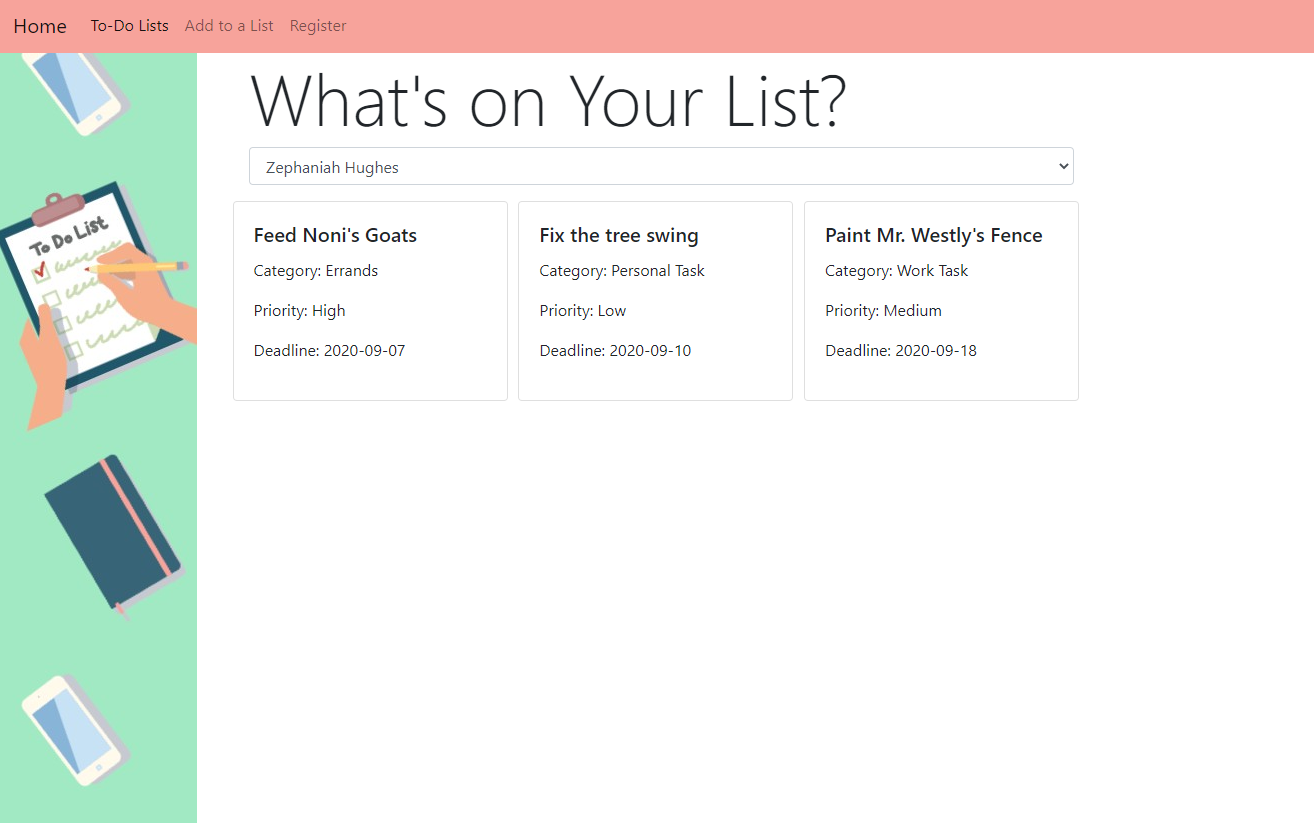 Home To-Do Lists Add to a List Register
What's on Your List?
Zephaniah Hughes
To Do List
Feed Noni's Goats
Category: Errands
Priority: High
Deadline: 2020-09-07
Fix the tree swing
Category: Personal Task
Priority: Low
Deadline: 2020-09-10
Paint Mr. Westly's Fence
Category: Work Task
Priority: Medium
Deadline: 2020-09-18